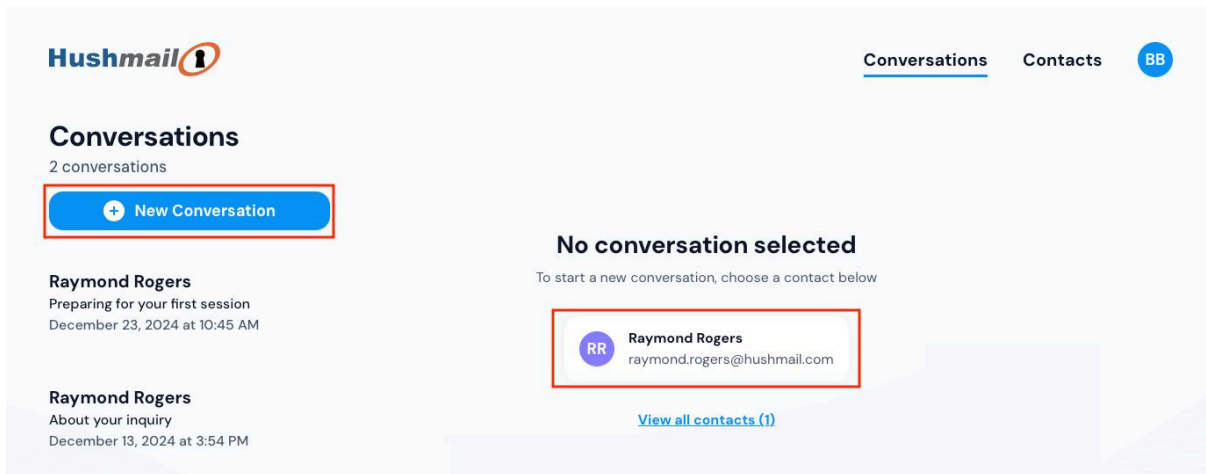 Hushmail
Conversations
Contacts
BB
Conversations
2 conversations
New Conversation
Raymond Rogers
Preparing for your first session
December 23, 2024 at 10:45 AM
Raymond Rogers
About your inquiry
December 13, 2024 at 3:54 PM
No conversation selected
To start a new conversation, choose a contact below
RR
Raymond Rogers
raymond.rogers@hushmail.com
View all contacts (1)